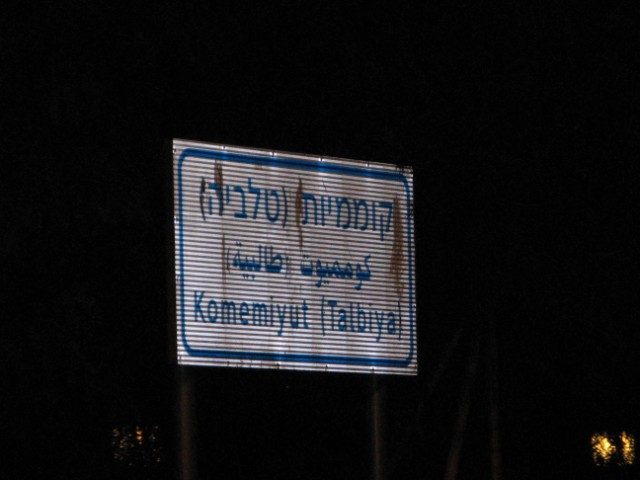 קוממיות (טלביה)
كوميميوت (طالبية)
Komemiyut (Talbiya)